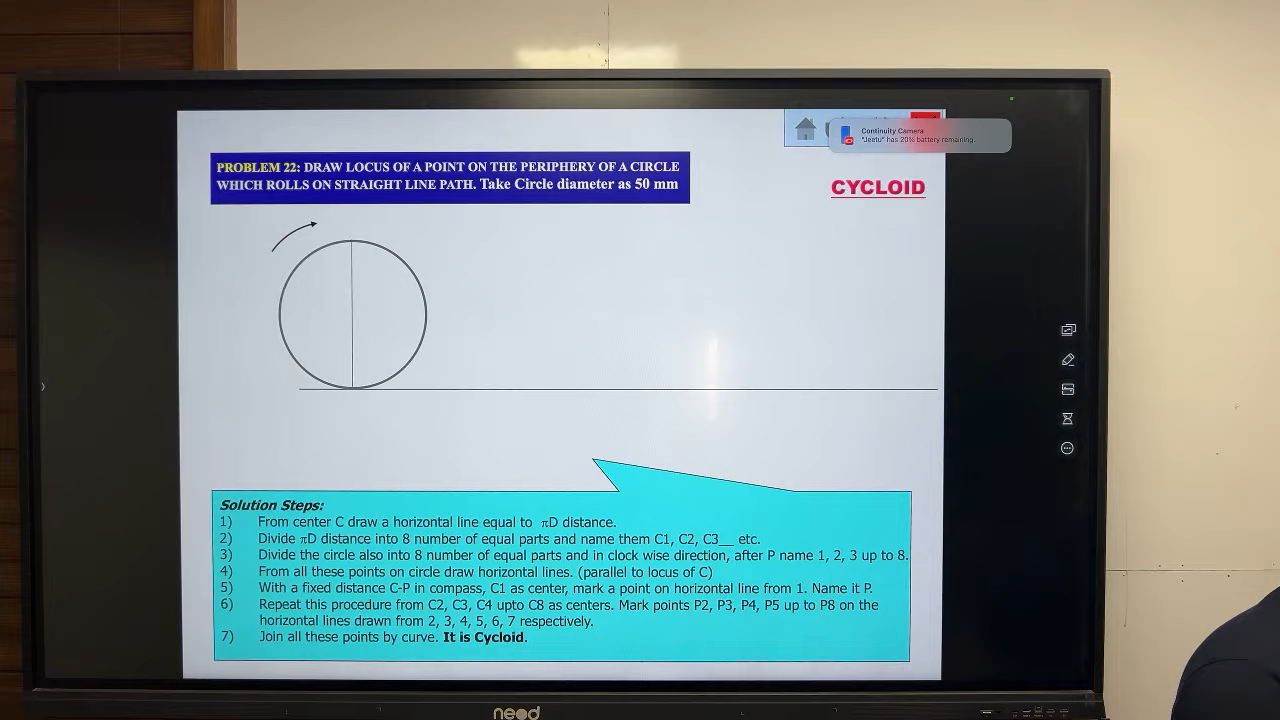 Continuity Camera
"Jeetu" has 20% battery remaining.
PROBLEM 22: DRAW LOCUS OF A POINT ON THE PERIPHERY OF A CIRCLE
WHICH ROLLS ON STRAIGHT LINE PATH. Take Circle diameter as 50 mm
CYCLOID
Solution Steps:
1) From center C draw a horizontal line equal to πD distance.
2) Divide πD distance into 8 number of equal parts and name them C1, C2, C3__ etc.
3) Divide the circle also into 8 number of equal parts and in clock wise direction, after P name 1, 2, 3 up to 8.
4) From all these points on circle draw horizontal lines. (parallel to locus of C)
5) With a fixed distance C-P in compass, C1 as center, mark a point on horizontal line from 1. Name it P.
6) Repeat this procedure from C2, C3, C4 upto C8 as centers. Mark points P2, P3, P4, P5 up to P8 on the
horizontal lines drawn from 2, 3, 4, 5, 6, 7 respectively.
7) Join all these points by curve. It is Cycloid.
neod